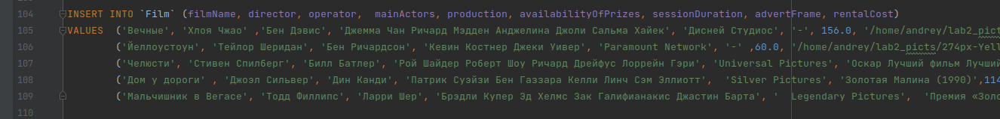 104 INSERT INTO `Film` (filmName, director, operator,  mainActors, production, availabilityOfPrizes, sessionDuration, advertFrame, rentalCost)
105 VALUES  ('Вечные', 'Хлоя Чжао' ,'Бен Дэвис', 'Джемма Чан Ричард Мэдден Анджелина Джоли Сальма Хайек', 'Дисней Студиос', '-', 156.0, '/home/andrey/lab2_pict
106 ('Йеллоустоун', 'Тейлор Шеридан', 'Бен Ричардсон', 'Кевин Костнер Джеки Уивер', 'Paramount Network', '-' ,60.0, '/home/andrey/lab2_picts/274px-Yell
107 ('Челюсти', 'Стивен Спилберг', 'Билл Батлер', 'Рой Шайдер Роберт Шоу Ричард Дрейфус Лоррейн Гэри', 'Universal Pictures', 'Оскар Лучший фильм Лучший
108 ('Дом у дороги' , 'Джоэл Сильвер', 'Дин Канди', 'Патрик Суэйзи Бен Газзара Келли Линч Сэм Эллиотт',  'Silver Pictures', 'Золотая Малина (1990)',114
109 ('Мальчишник в Вегасе', 'Тодд Филлипс', 'Ларри Шер', 'Брэдли Купер Эд Хелмс Зак Галифианакис Джастин Барта', '  Legendary Pictures',  'Премия «Золо
110